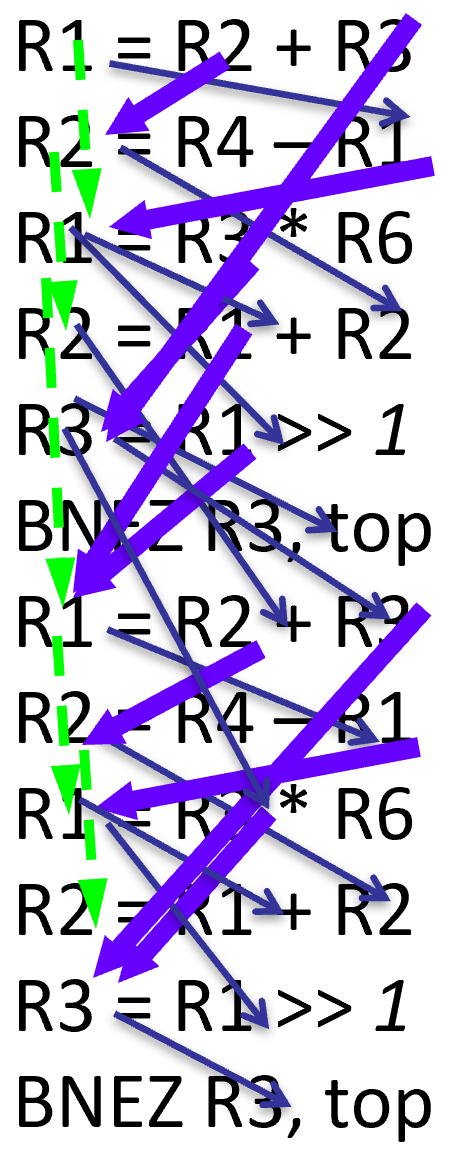 R1 = R2 + R3
R2 = R4 – R1
R1 = R3 * R6
R2 = R1 + R2
R3 = R1 >> 1
BNEZ R3, top
R1 = R2 + R3
R2 = R4 – R1
R1 = R3 * R6
R2 = R1 + R2
R3 = R1 >> 1
BNEZ R3, top